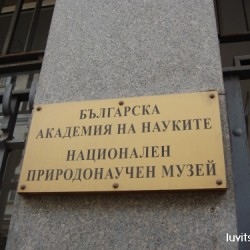 БЪЛГАРСКА
АКАДЕМИЯ НА НАУКИТЕ
НАЦИОНАЛЕН
ПРИРОДОНАУЧЕН МУЗЕЙ